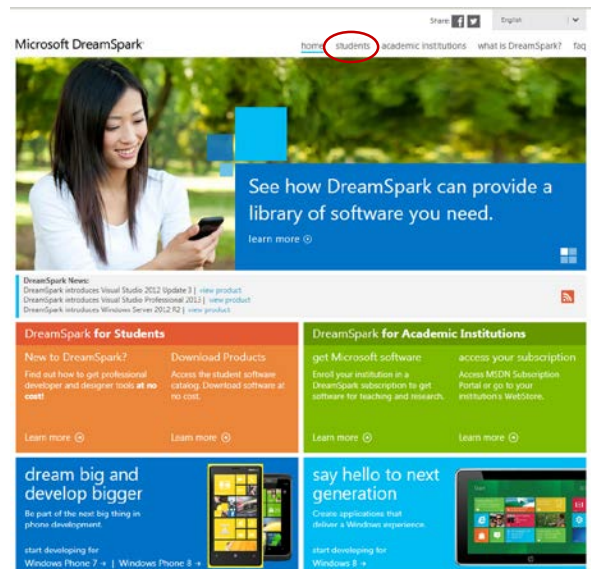 Share: English
Microsoft DreamSpark
home students academic institutions what is DreamSpark? faq
See how DreamSpark can provide a
library of software you need.
learn more
DreamSpark News:
DreamSpark introduces Visual Studio 2012 Update 3 | view product
DreamSpark introduces Visual Studio Professional 2013 | view product
DreamSpark introduces Windows Server 2012 R2 | view product
DreamSpark for Students
New to DreamSpark?
Find out how to get professional
developer and designer tools at no
cost!
Learn more
Download Products
Access the student software
catalog. Download software at
no cost.
Learn more
DreamSpark for Academic Institutions
get Microsoft software
Enroll your institution in a
DreamSpark subscription to get
software for teaching and research.
Learn more
access your subscription
Access MSDN Subscription
Portal or go to your
institution's WebStore.
Learn more
dream big and
develop bigger
Be part of the next big thing in
phone development.
start developing for
Windows Phone 7 | Windows Phone 8
say hello to next
generation
Create applications that
deliver a Windows experience.
start developing for
Windows 8
Start